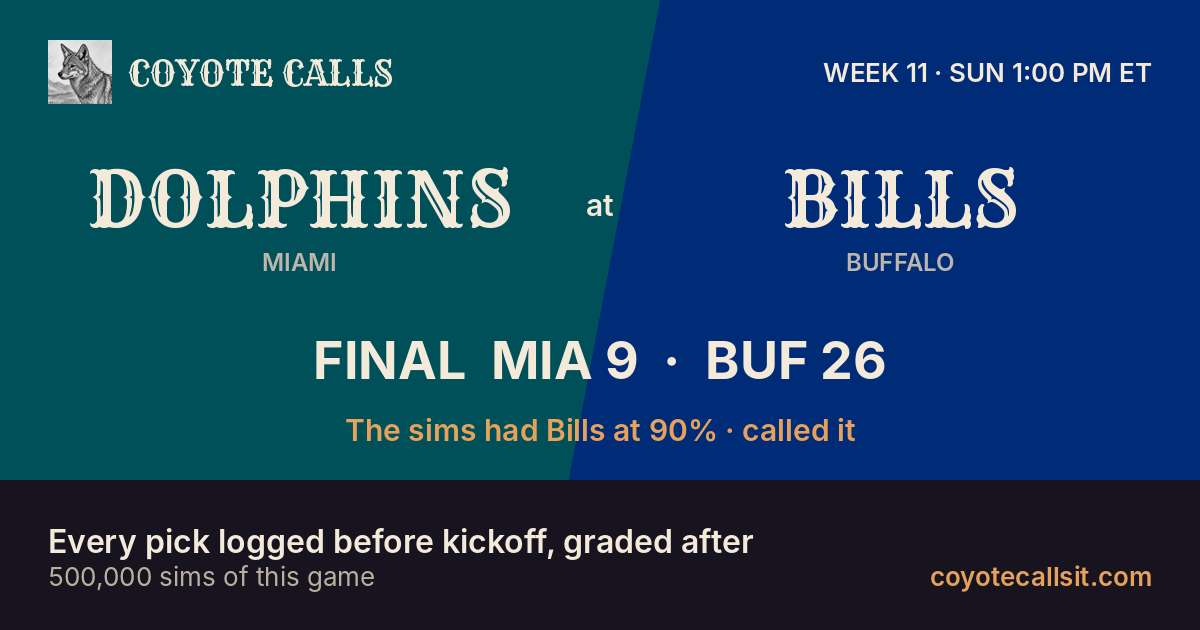 COYOTE CALLS
WEEK 11 · SUN 1:00 PM ET
DOLPHINS at BILLS
MIAMI BUFFALO
FINAL MIA 9 · BUF 26
The sims had Bills at 90% · called it
Every pick logged before kickoff, graded after
500,000 sims of this game
coyotecallsit.com